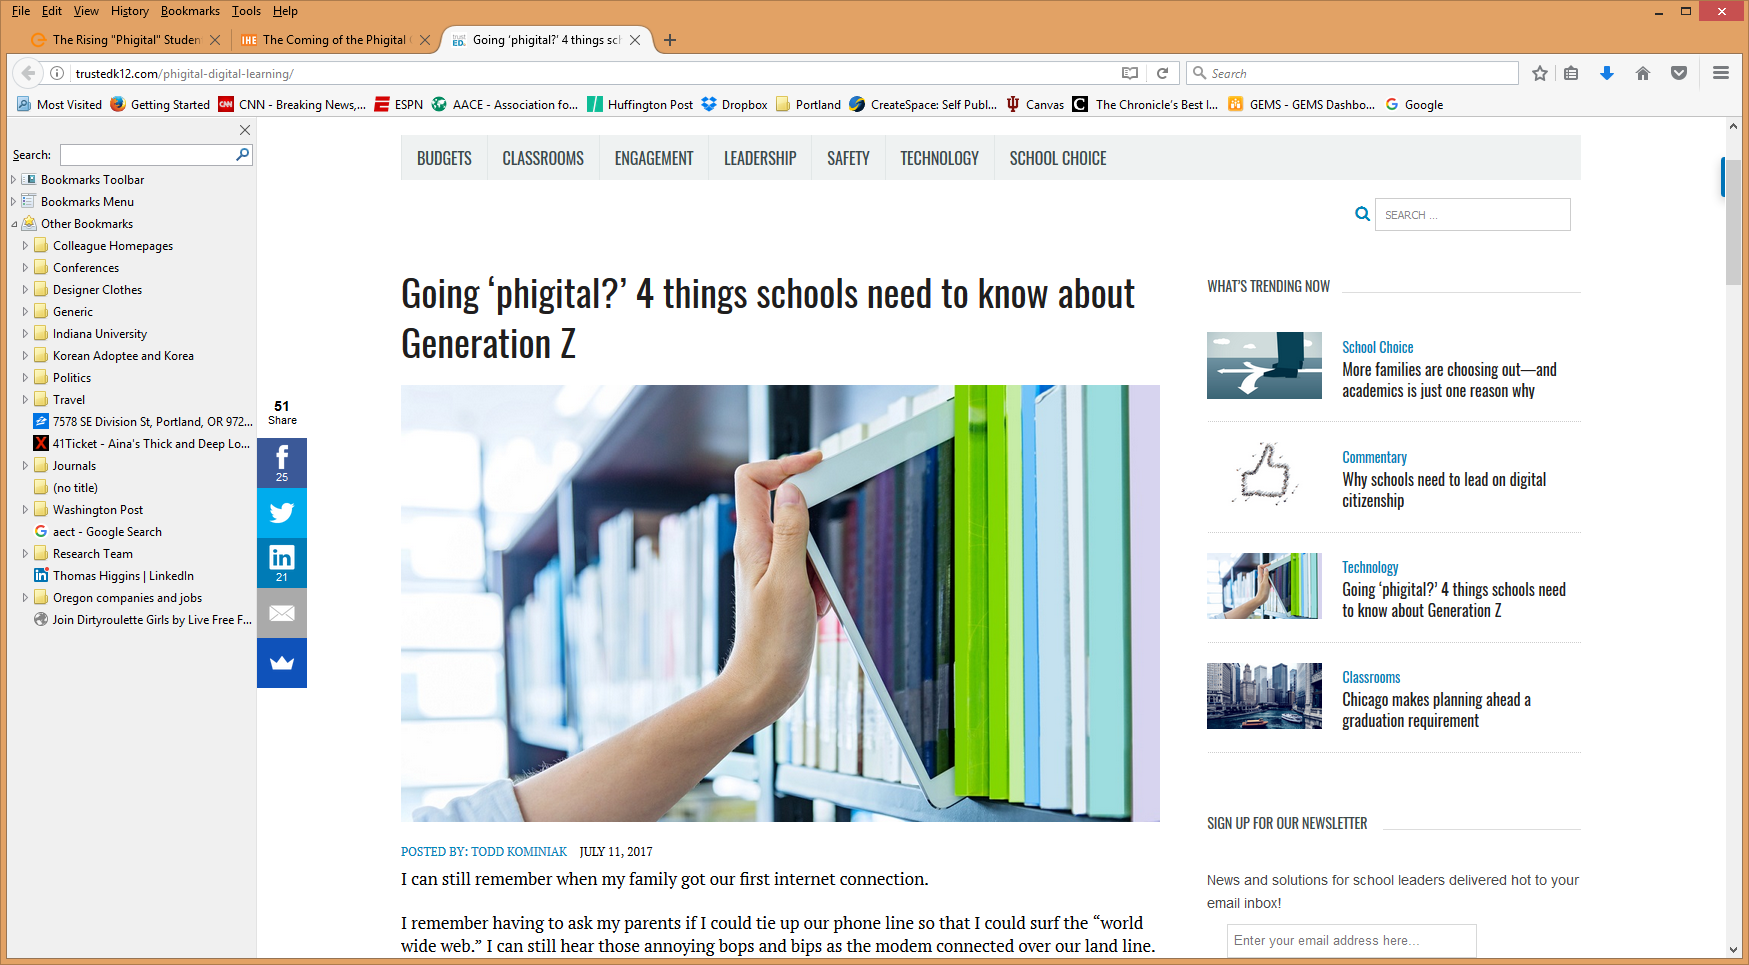 File Edit View History Bookmarks Tools Help
The Rising "Phigital" Studen
IHE The Coming of the Phigital
trust ED. Going ‘phigital?’ 4 things sch
trustedk12.com/phigital-digital-learning/
Search
Most Visited Getting Started CNN CNN - Breaking News,... ESPN AACE - Association fo... Huffington Post Dropbox Portland CreateSpace: Self Publ... Canvas C The Chronicle's Best I... GEMS - GEMS Dashbo... G Google
Search:
Bookmarks Toolbar
Bookmarks Menu
Other Bookmarks
Colleague Homepages
Conferences
Designer Clothes
Generic
Indiana University
Korean Adoptee and Korea
Politics
Travel
7578 SE Division St, Portland, OR 972...
X 41Ticket - Aina's Thick and Deep Lo...
Journals
(no title)
Washington Post
G aect - Google Search
Research Team
in Thomas Higgins | LinkedIn
Oregon companies and jobs
Join Dirtyroulette Girls by Live Free F...
51
Share
f
25
in
21
BUDGETS CLASSROOMS ENGAGEMENT LEADERSHIP SAFETY TECHNOLOGY SCHOOL CHOICE
SEARCH ...
Going ‘phigital?’ 4 things schools need to know about
Generation Z
POSTED BY: TODD KOMINIAK JULY 11, 2017
I can still remember when my family got our first internet connection.
I remember having to ask my parents if I could tie up our phone line so that I could surf the “world
wide web.” I can still hear those annoying bops and bips as the modem connected over our land line.
WHAT'S TRENDING NOW
School Choice
More families are choosing out—and
academics is just one reason why
Commentary
Why schools need to lead on digital
citizenship
Technology
Going ‘phigital?’ 4 things schools need
to know about Generation Z
Classrooms
Chicago makes planning ahead a
graduation requirement
SIGN UP FOR OUR NEWSLETTER
News and solutions for school leaders delivered hot to your
email inbox!
Enter your email address here...